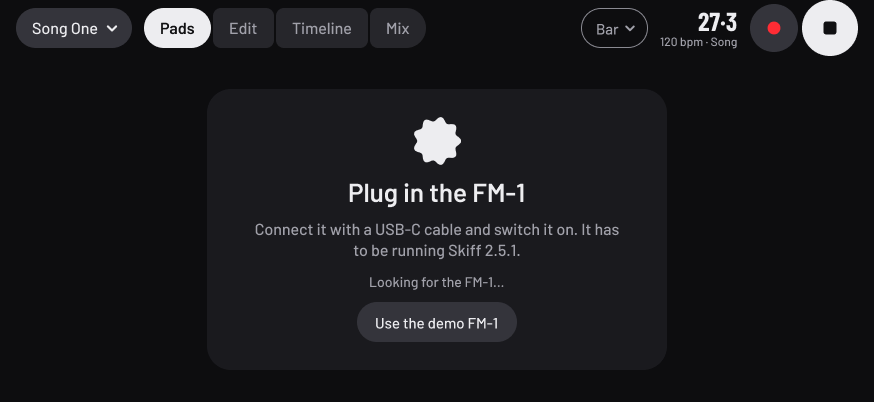 Song One
Pads
Edit
Timeline
Mix
Bar
27·3
120 bpm · Song
Plug in the FM-1
Connect it with a USB-C cable and switch it on. It has
to be running Skiff 2.5.1.
Looking for the FM-1...
Use the demo FM-1